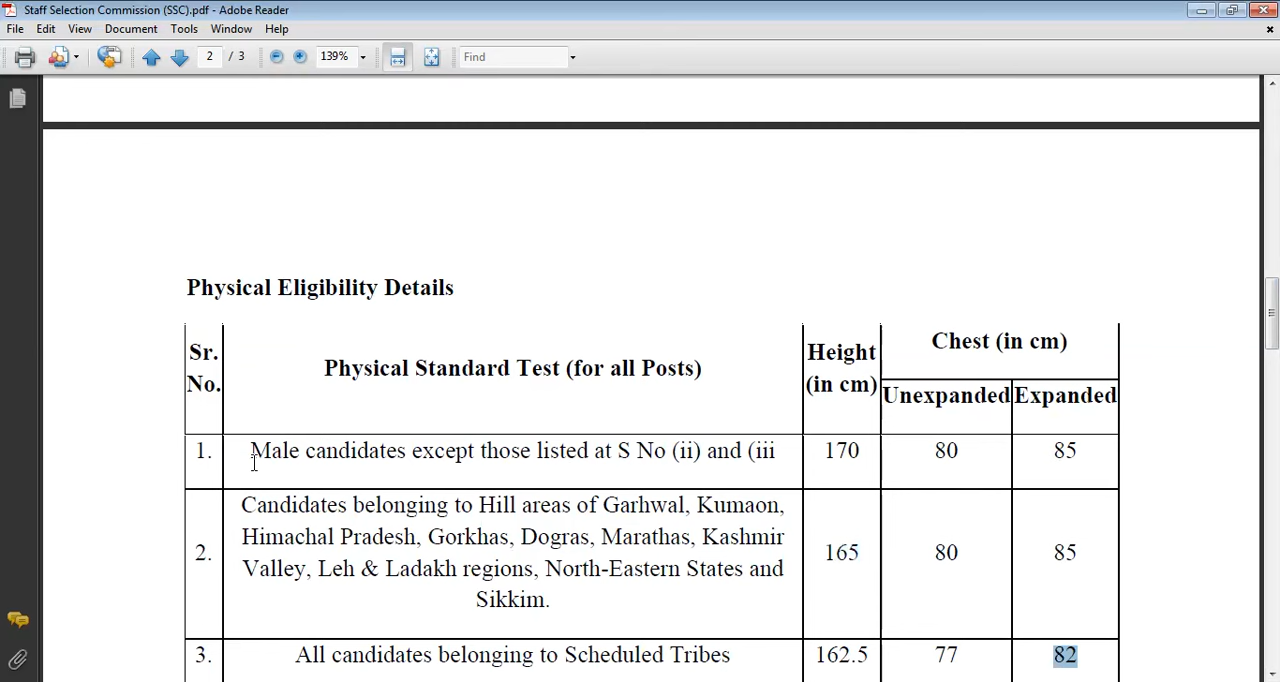 Staff Selection Commission (SSC).pdf - Adobe Reader
File Edit View Document Tools Window Help
2 / 3 139% Find
Physical Eligibility Details
Sr. No. Physical Standard Test (for all Posts) Height (in cm) Chest (in cm)
Unexpanded Expanded
1. Male candidates except those listed at S No (ii) and (iii 170 80 85
Candidates belonging to Hill areas of Garhwal, Kumaon,
Himachal Pradesh, Gorkhas, Dogras, Marathas, Kashmir
2. 165 80 85
Valley, Leh & Ladakh regions, North-Eastern States and
Sikkim.
3. All candidates belonging to Scheduled Tribes 162.5 77 82